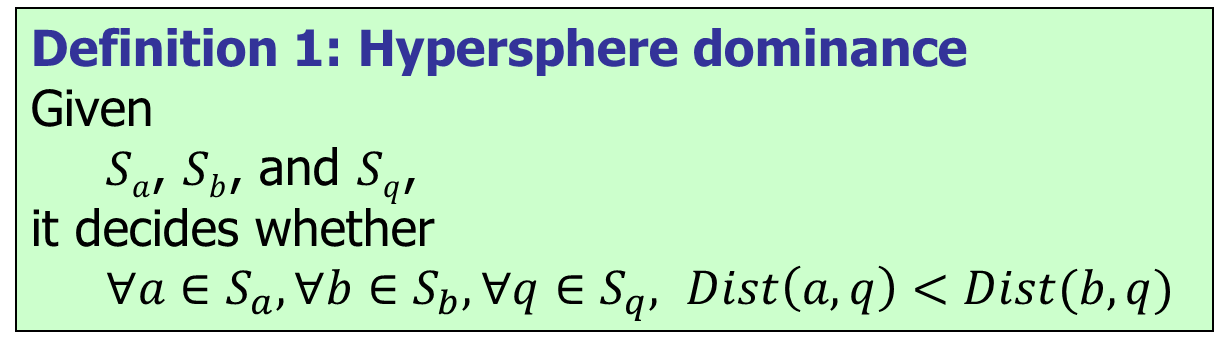 Definition 1: Hypersphere dominance
Given
S_a, S_b, and S_q,
it decides whether
∀a ∈ S_a, ∀b ∈ S_b, ∀q ∈ S_q, Dist(a, q) < Dist(b, q)